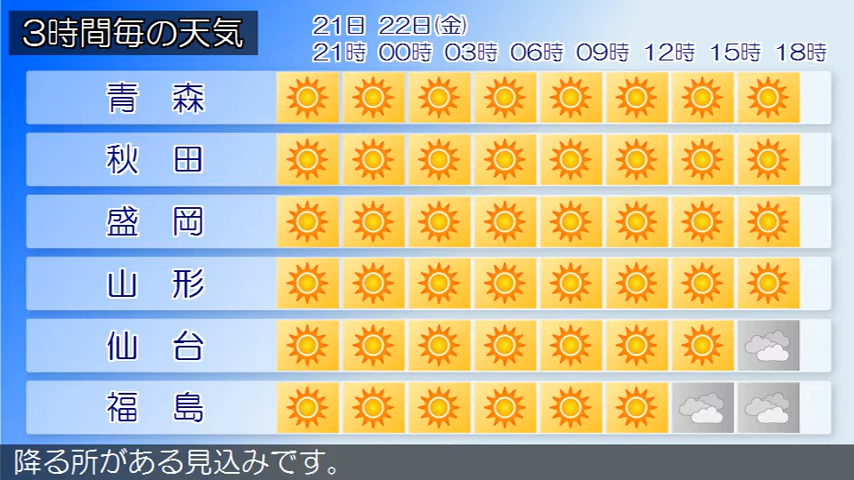 3時間毎の天気
21日 22日(金)
21時 00時 03時 06時 09時 12時 15時 18時
青森
秋田
盛岡
山形
仙台
福島
降る所がある見込みです。